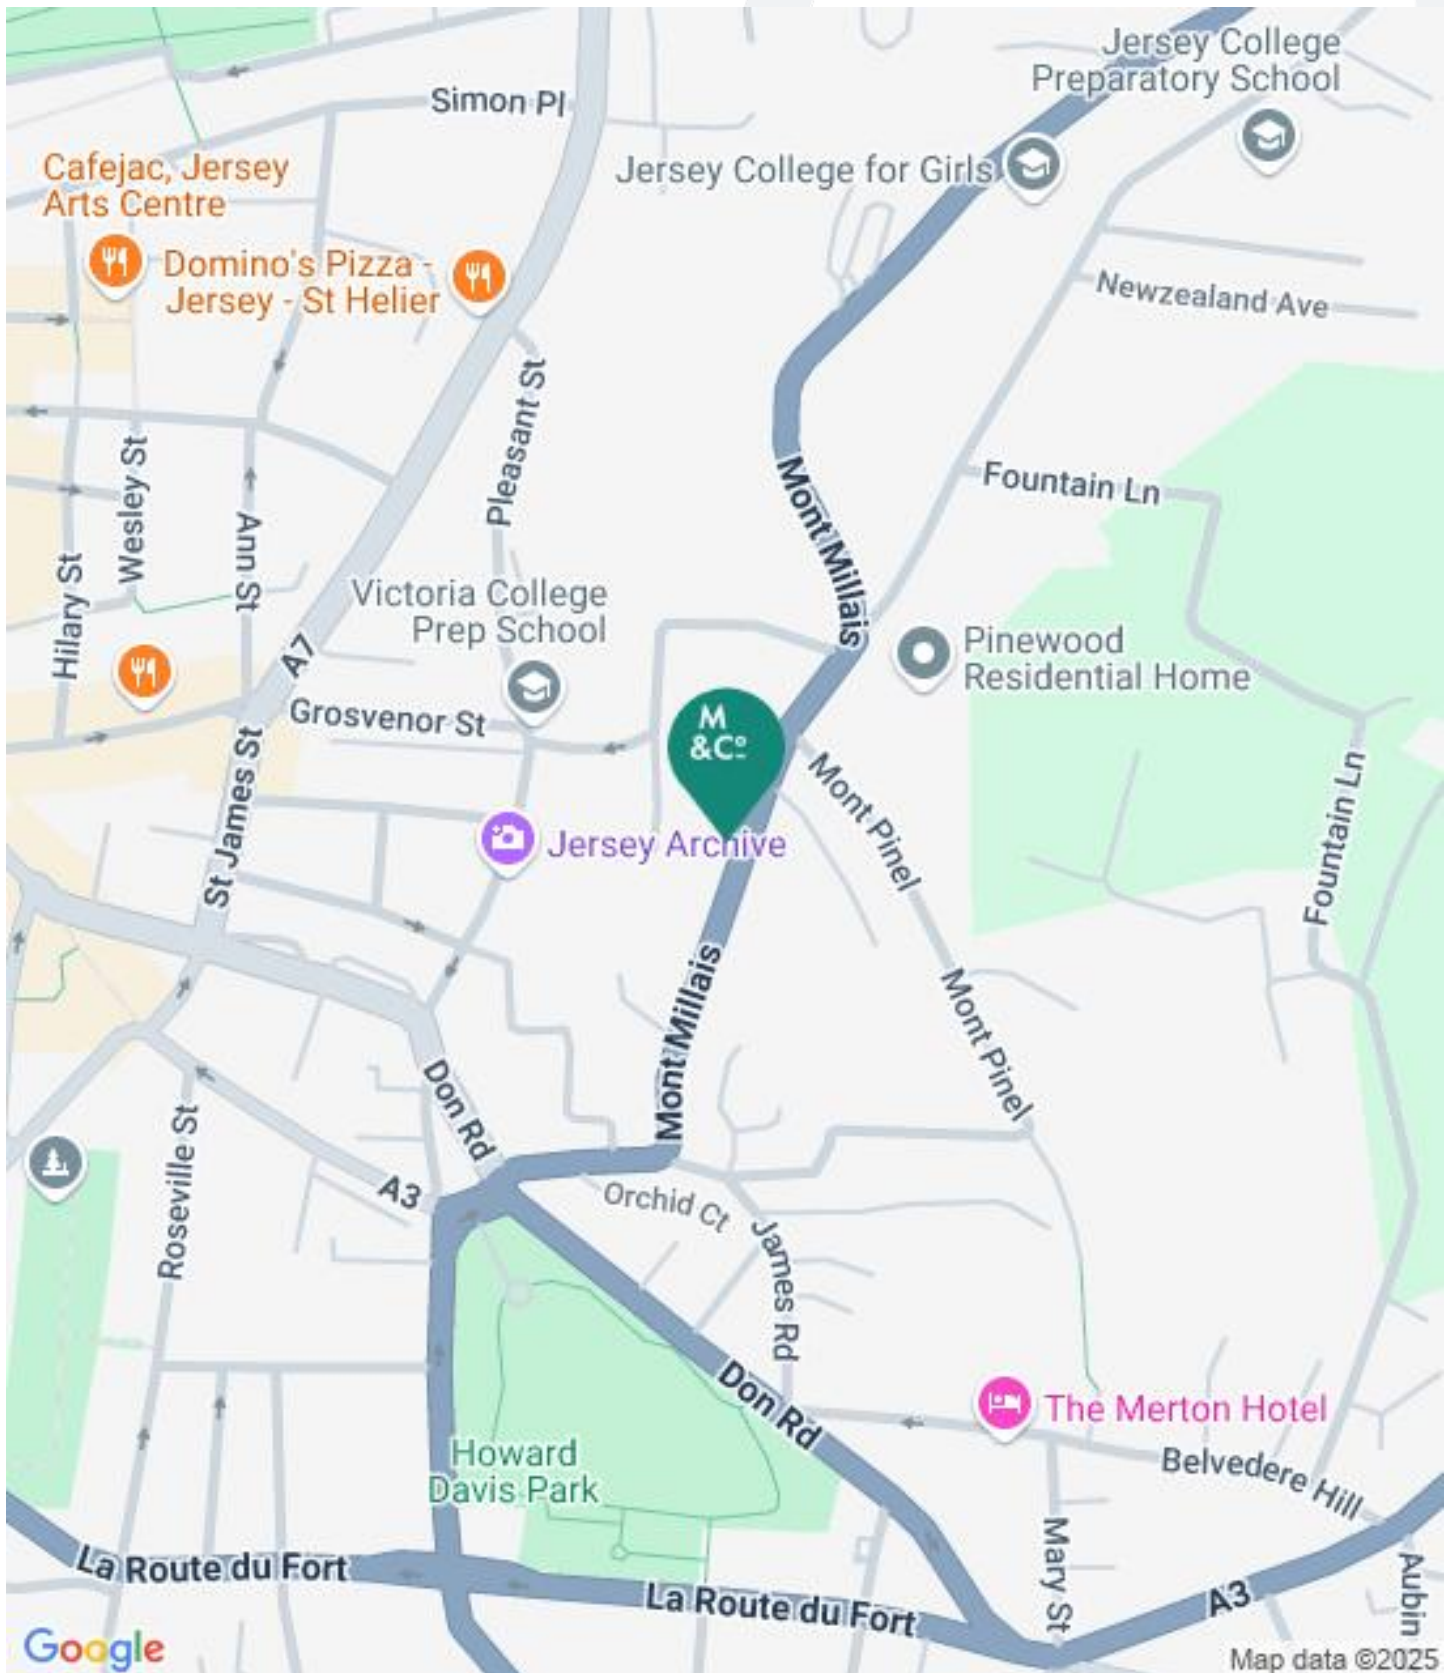 Jersey College
Preparatory School
Simon Pl
Jersey College for Girls
Cafejac, Jersey
Arts Centre
Domino's Pizza -
Jersey - St Helier
Newzealand Ave
Pleasant St
Wesley St
Mont Millais
Fountain Ln
Ann St
Hilary St
Victoria College
Prep School
A7
Pinewood
Residential Home
Grosvenor St
M
&Cº
St James St
Mont Pinel
Fountain Ln
Jersey Archive
Mont Millais
Mont Pinel
Don Rd
Roseville St
A3
Orchid Ct
James Rd
Don Rd
The Merton Hotel
Howard
Davis Park
Belvedere Hill
Mary St
La Route du Fort
La Route du Fort
A3
Aubin
Google
Map data ©2025